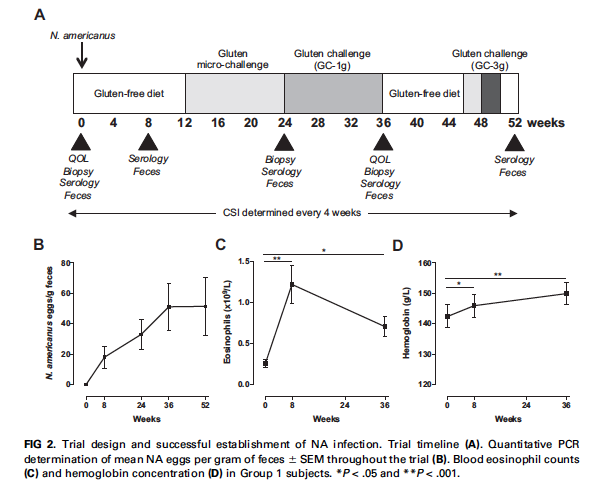 A
N. americanus
Gluten
micro-challenge
Gluten challenge
(GC-1g)
Gluten challenge
(GC-3g)
Gluten-free diet
Gluten-free diet
0 4 8 12 16 20 24 28 32 36 40 44 48 52 weeks
QOL
Biopsy
Serology
Feces
Serology
Feces
Biopsy
Serology
Feces
QOL
Biopsy
Serology
Feces
Serology
Feces
CSI determined every 4 weeks
B
N. americanus eggs/g feces
80
60
40
20
0
0 8 24 36 52
Weeks
C
Eosinophils (x10⁹/L)
1.5
1.0
0.5
0.0
*
**
0 8 36
Weeks
D
Hemoglobin (g/L)
160
150
140
130
120
**
*
0 8 36
Weeks
FIG 2. Trial design and successful establishment of NA infection. Trial timeline (A). Quantitative PCR
determination of mean NA eggs per gram of feces ± SEM throughout the trial (B). Blood eosinophil counts
(C) and hemoglobin concentration (D) in Group 1 subjects. *P < .05 and **P < .001.